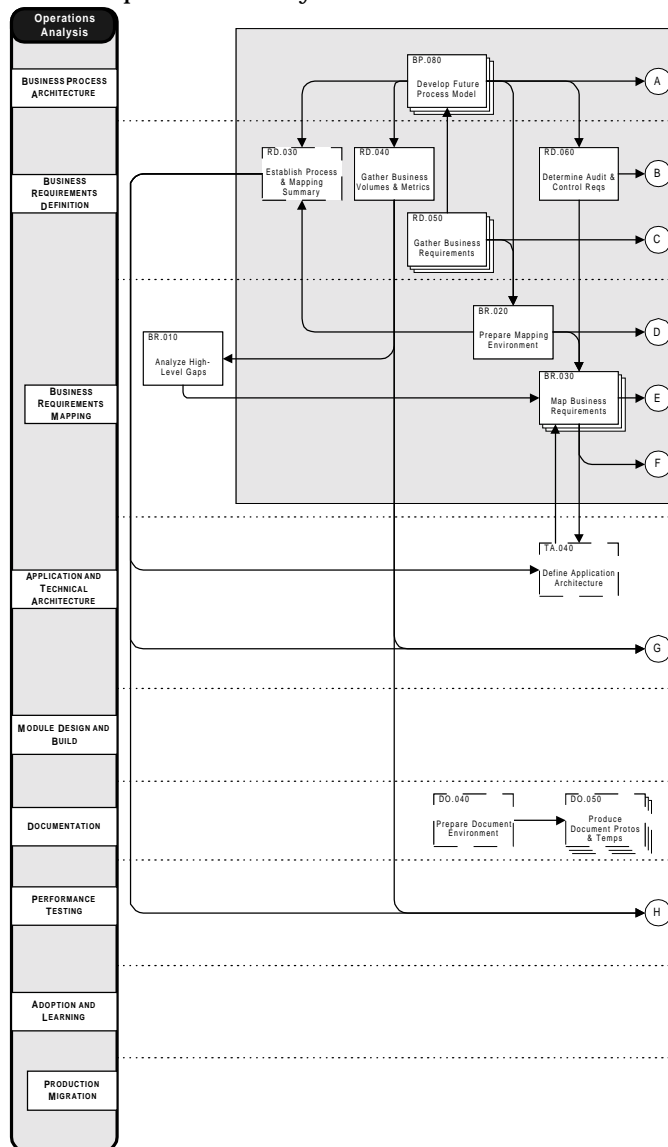 Operations
Analysis
BUSINESS PROCESS
ARCHITECTURE
BP.080
Develop Future
Process Model
A
BUSINESS
REQUIREMENTS
DEFINITION
RD.030
Establish Process
& Mapping
Summary
RD.040
Gather Business
Volumes & Metrics
RD.060
Determine Audit &
Control Reqs
B
RD.050
Gather Business
Requirements
C
BR.020
Prepare Mapping
Environment
D
BR.010
Analyze High-
Level Gaps
BUSINESS
REQUIREMENTS
MAPPING
BR.030
Map Business
Requirements
E
F
APPLICATION AND
TECHNICAL
ARCHITECTURE
TA.040
Define Application
Architecture
G
MODULE DESIGN AND
BUILD
DOCUMENTATION
DO.040
Prepare Document
Environment
DO.050
Produce
Document Protos
& Temps
PERFORMANCE
TESTING
H
ADOPTION AND
LEARNING
PRODUCTION
MIGRATION